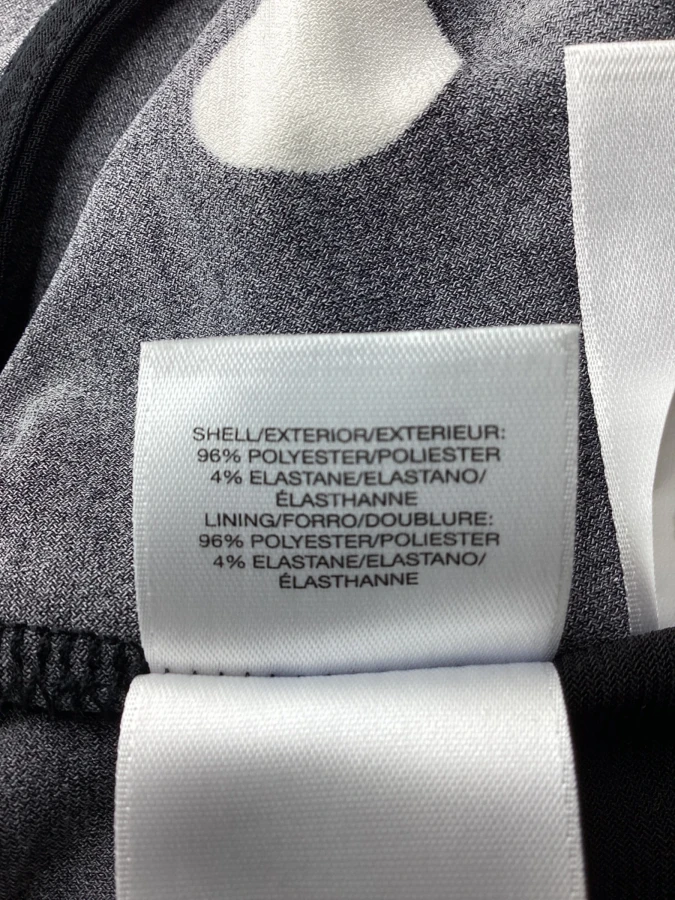 SHELL/EXTERIOR/EXTERIEUR:
96% POLYESTER/POLIESTER
4% ELASTANE/ELASTANO/
ÉLASTHANNE
LINING/FORRO/DOUBLURE:
96% POLYESTER/POLIESTER
4% ELASTANE/ELASTANO/
ÉLASTHANNE